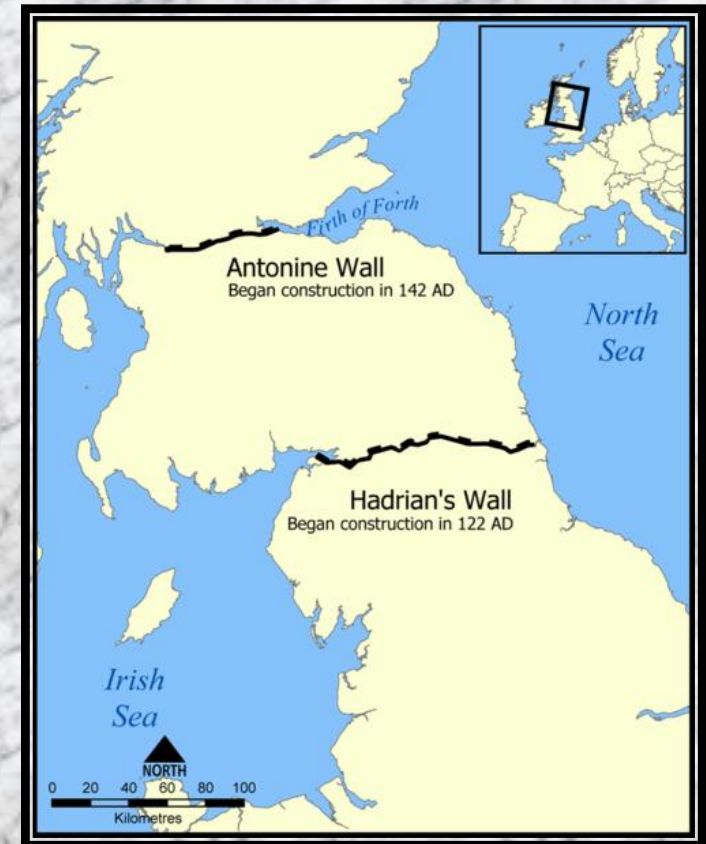 Firth of Forth
Antonine Wall
Began construction in 142 AD
North
Sea
Hadrian's Wall
Began construction in 122 AD
Irish
Sea
NORTH
0 20 40 60 80 100
Kilometres